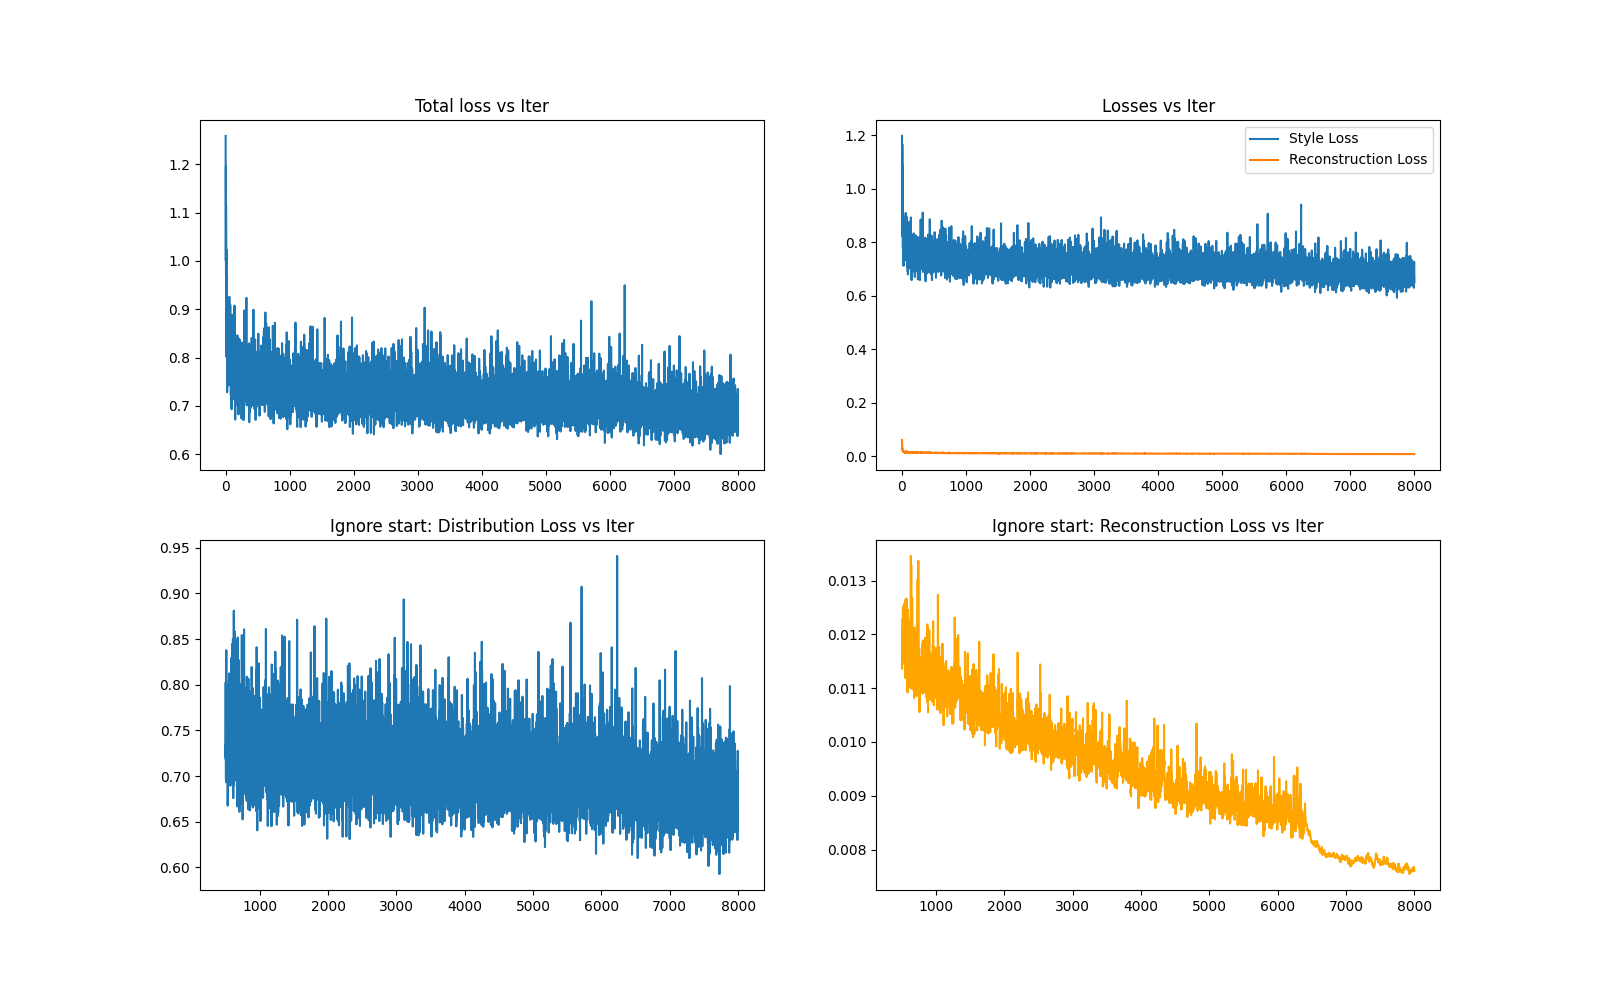 Total loss vs Iter
1.2
1.1
1.0
0.9
0.8
0.7
0.6
0 1000 2000 3000 4000 5000 6000 7000 8000
Losses vs Iter
Style Loss
Reconstruction Loss
1.2
1.0
0.8
0.6
0.4
0.2
0.0
0 1000 2000 3000 4000 5000 6000 7000 8000
Ignore start: Distribution Loss vs Iter
0.95
0.90
0.85
0.80
0.75
0.70
0.65
0.60
1000 2000 3000 4000 5000 6000 7000 8000
Ignore start: Reconstruction Loss vs Iter
0.013
0.012
0.011
0.010
0.009
0.008
1000 2000 3000 4000 5000 6000 7000 8000